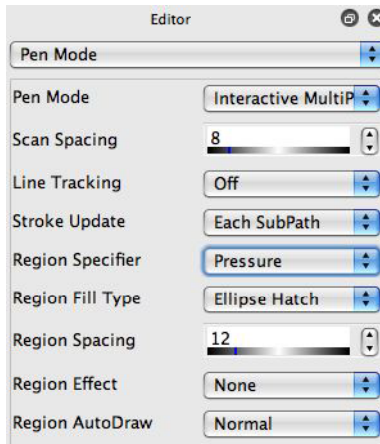 Editor
Pen Mode
Pen Mode Interactive MultiP
Scan Spacing 8
Line Tracking Off
Stroke Update Each SubPath
Region Specifier Pressure
Region Fill Type Ellipse Hatch
Region Spacing 12
Region Effect None
Region AutoDraw Normal